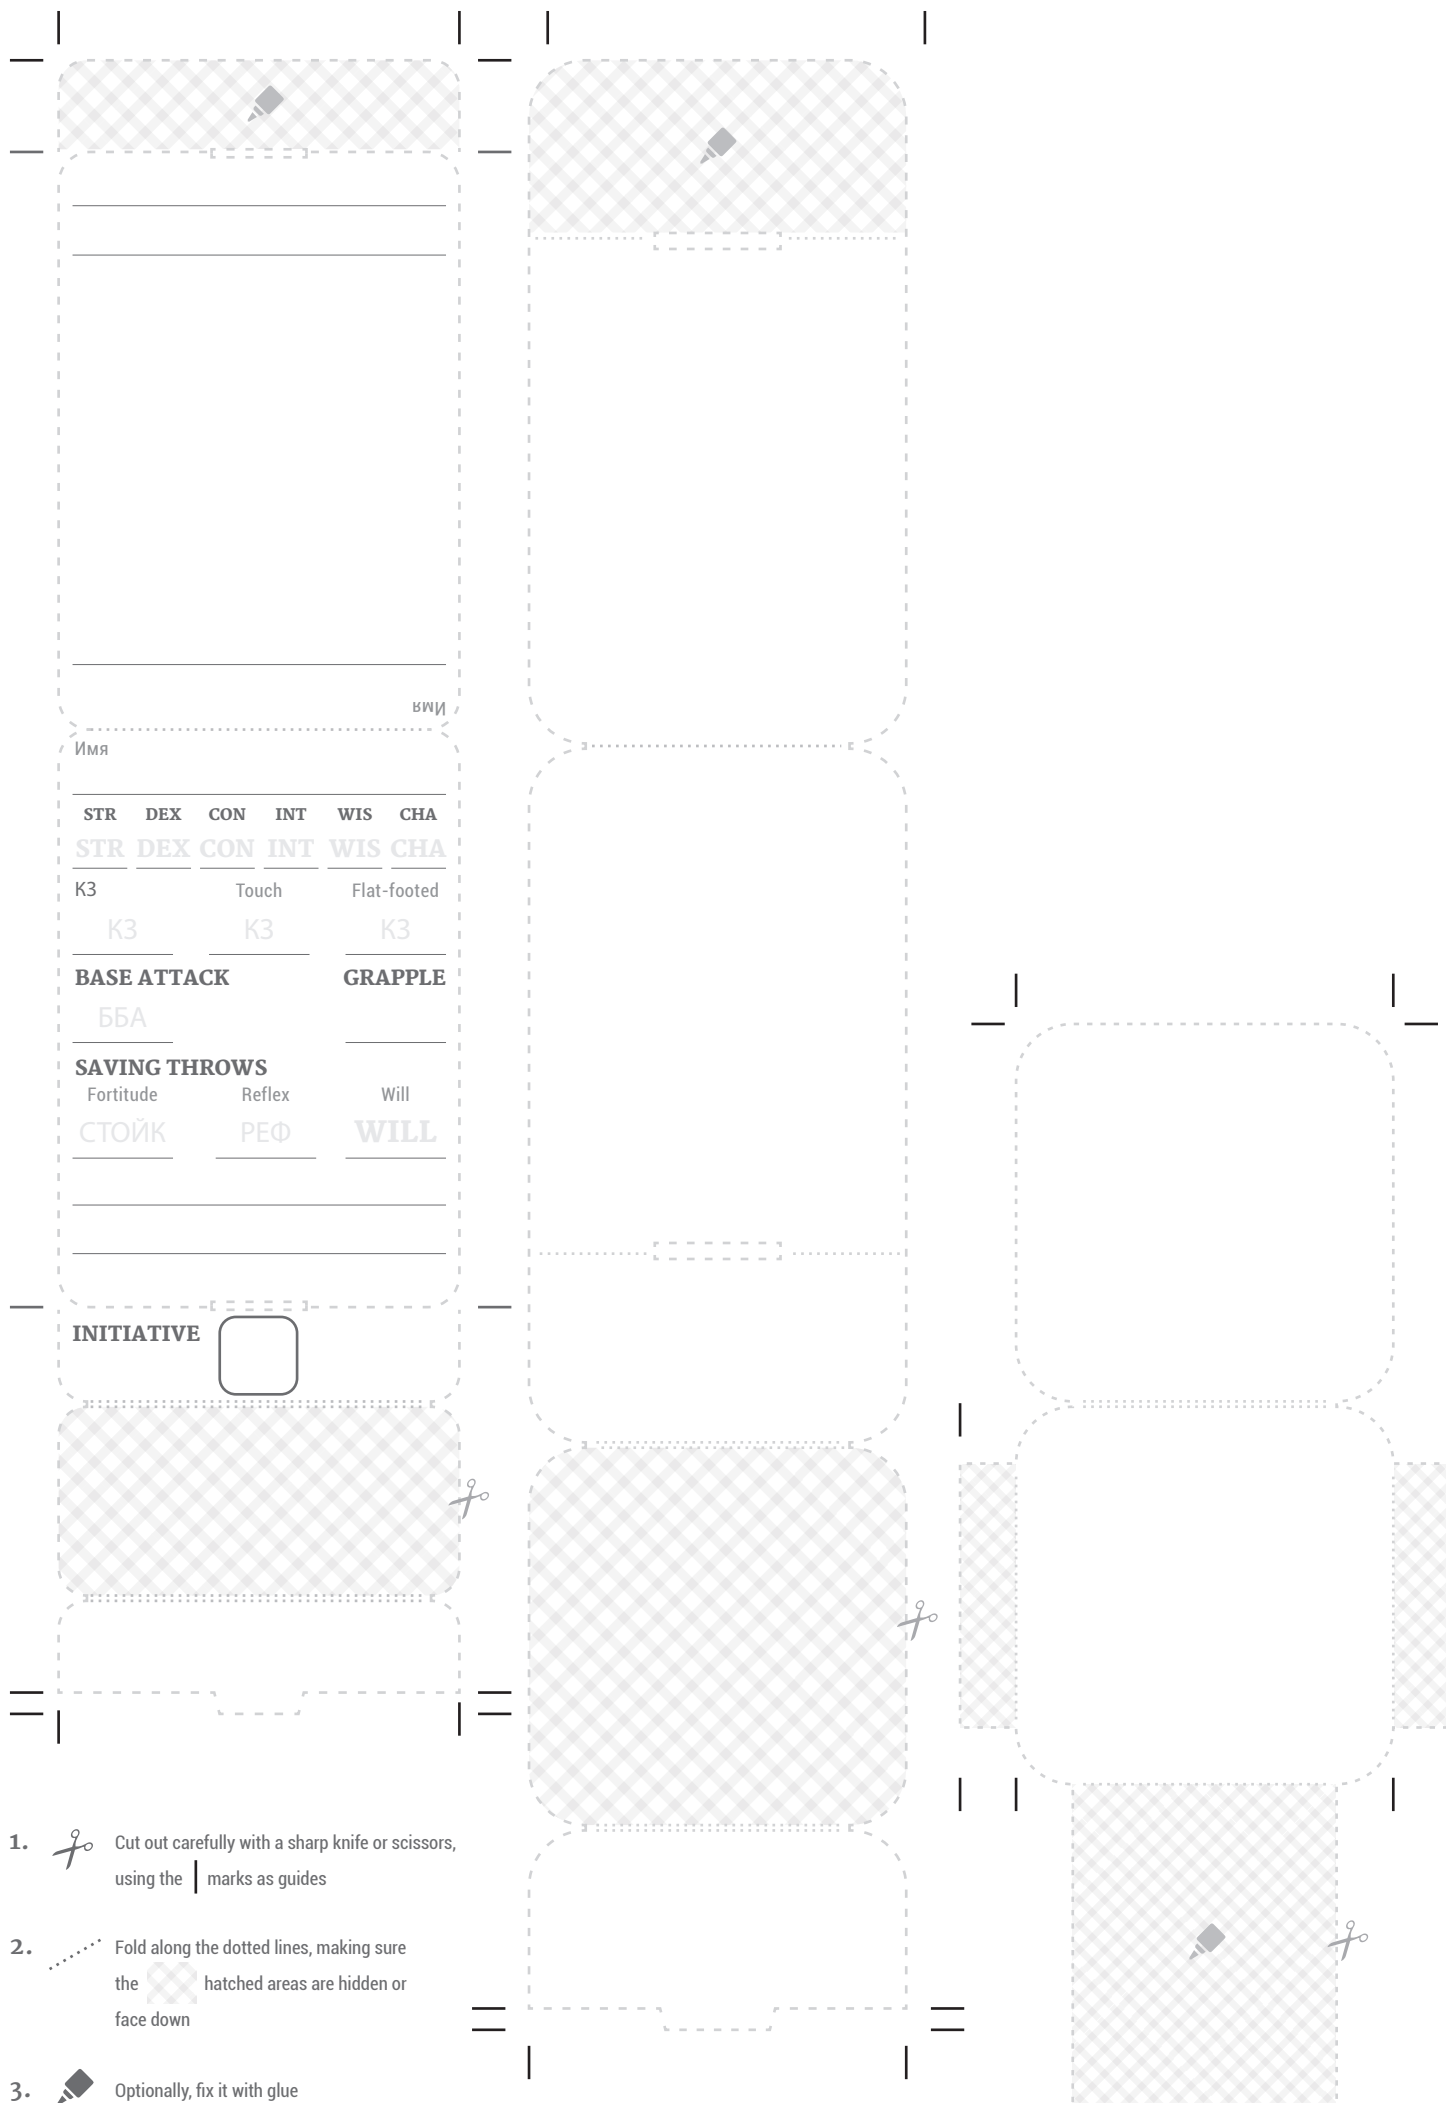 Имя
Имя
STR DEX CON INT WIS CHA
STR DEX CON INT WIS CHA
КЗ Touch Flat-footed
КЗ КЗ КЗ
BASE ATTACK GRAPPLE
ББА
SAVING THROWS
Fortitude Reflex Will
СТОЙК РЕФ WILL
INITIATIVE
1. Cut out carefully with a sharp knife or scissors,
using the marks as guides
2. Fold along the dotted lines, making sure
the hatched areas are hidden or
face down
3. Optionally, fix it with glue